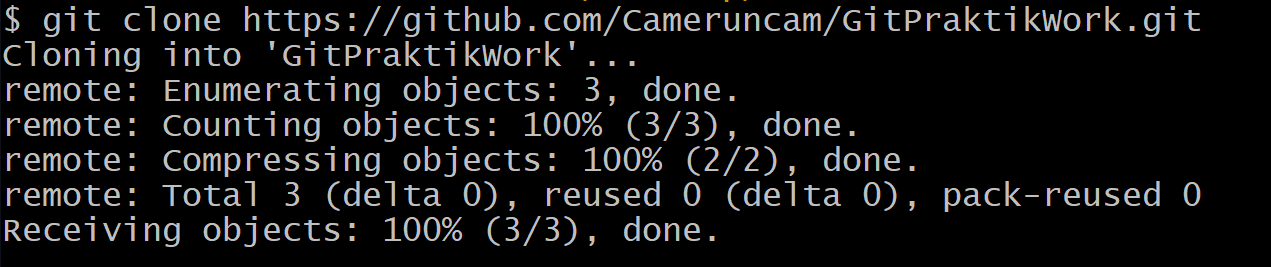 $ git clone https://github.com/Cameruncam/GitPraktikWork.git
Cloning into 'GitPraktikWork'...
remote: Enumerating objects: 3, done.
remote: Counting objects: 100% (3/3), done.
remote: Compressing objects: 100% (2/2), done.
remote: Total 3 (delta 0), reused 0 (delta 0), pack-reused 0
Receiving objects: 100% (3/3), done.